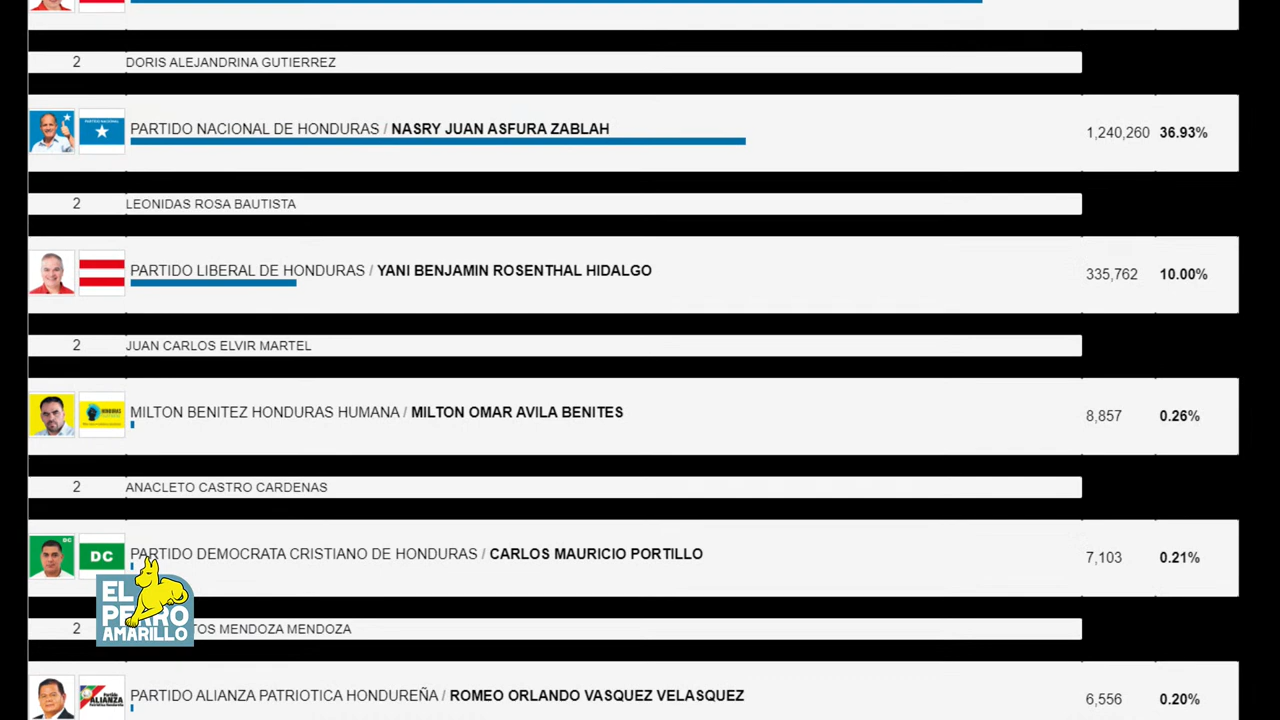 2 DORIS ALEJANDRINA GUTIERREZ
PARTIDO NACIONAL DE HONDURAS / NASRY JUAN ASFURA ZABLAH 1,240,260 36.93%
2 LEONIDAS ROSA BAUTISTA
PARTIDO LIBERAL DE HONDURAS / YANI BENJAMIN ROSENTHAL HIDALGO 335,762 10.00%
2 JUAN CARLOS ELVIR MARTEL
MILTON BENITEZ HONDURAS HUMANA / MILTON OMAR AVILA BENITES 8,857 0.26%
2 ANACLETO CASTRO CARDENAS
DC
DC PARTIDO DEMOCRATA CRISTIANO DE HONDURAS / CARLOS MAURICIO PORTILLO 7,103 0.21%
EL
PERRO
AMARILLO
2 TOS MENDOZA MENDOZA
PARTIDO ALIANZA PATRIOTICA HONDUREÑA / ROMEO ORLANDO VASQUEZ VELASQUEZ 6,556 0.20%
ALIANZA